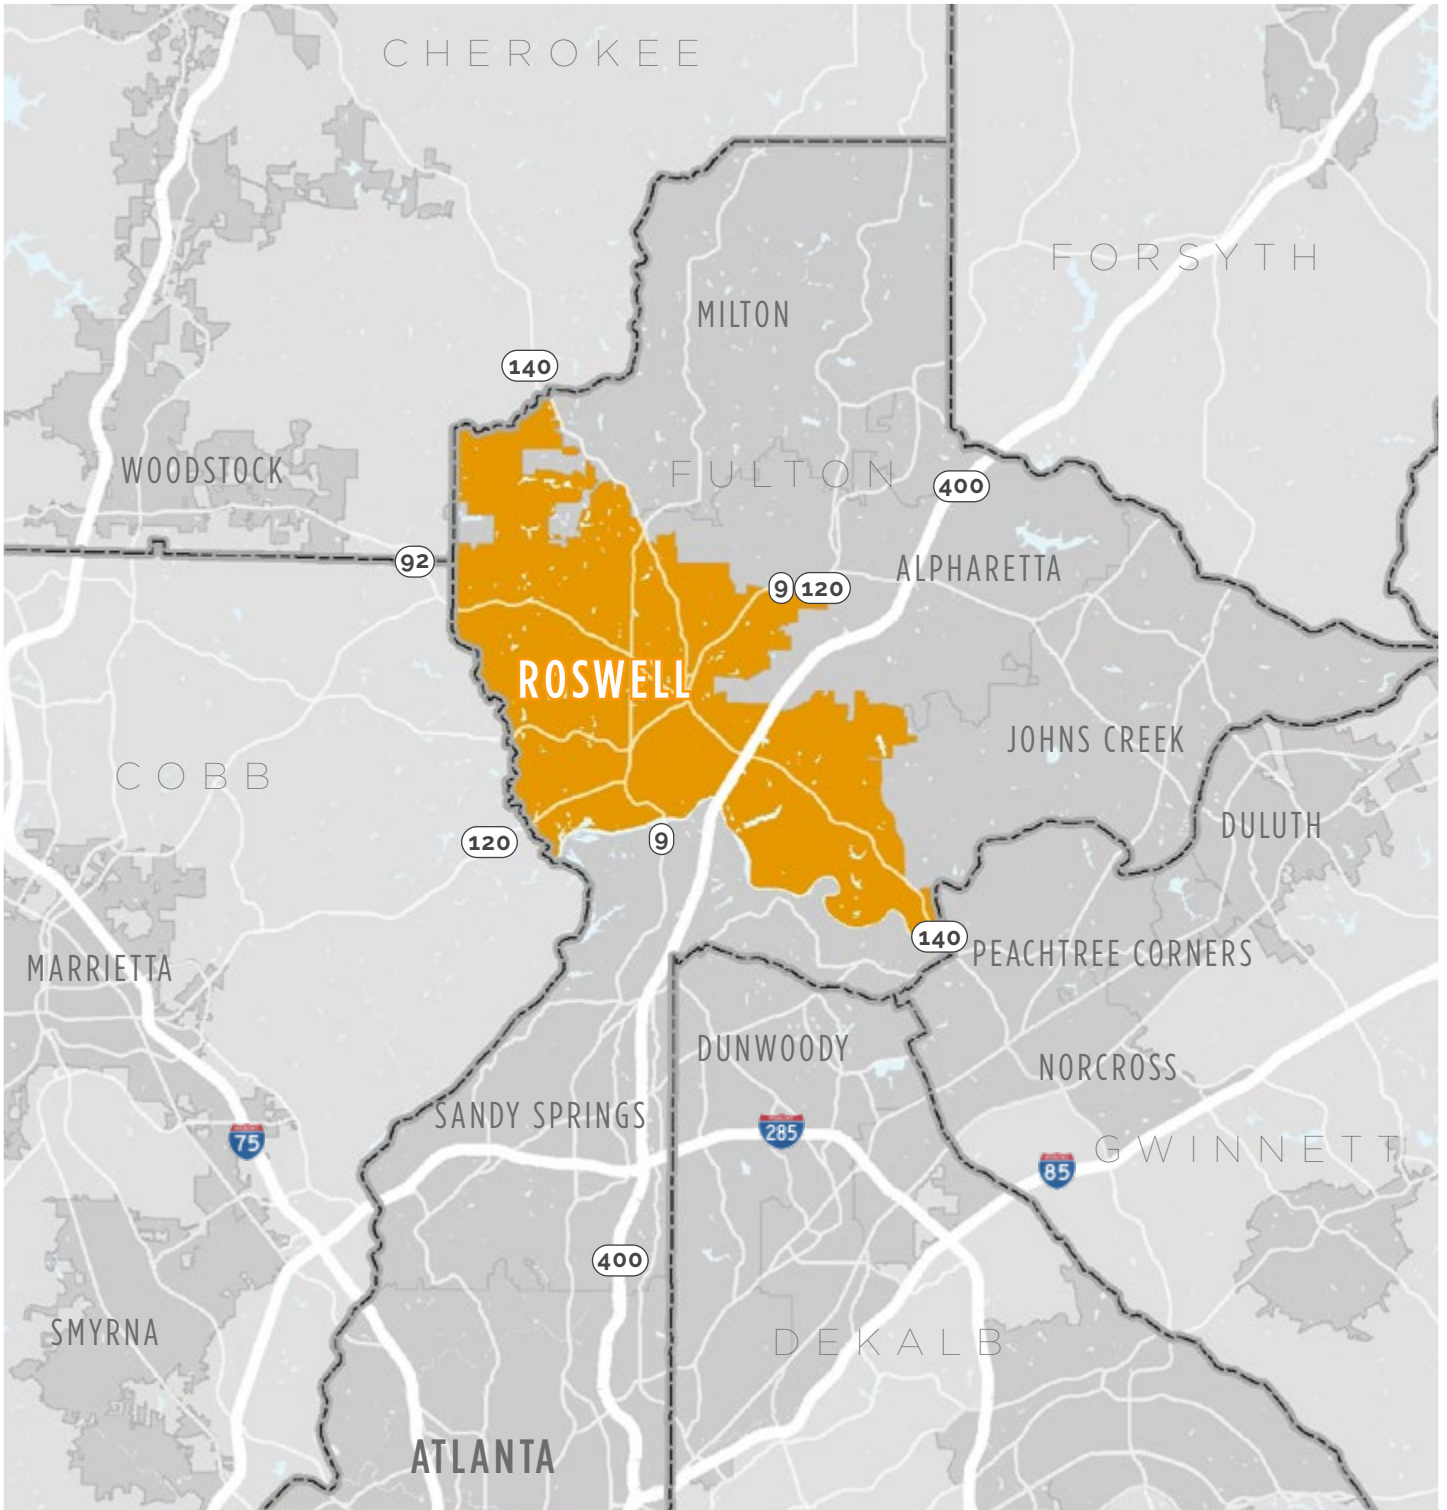 CHEROKEE
FORSYTH
MILTON
140
WOODSTOCK
FULTON
400
92
ALPHARETTA
9
120
ROSWELL
JOHNS CREEK
COBB
DULUTH
120
9
140
PEACHTREE CORNERS
MARRIETTA
DUNWOODY
NORCROSS
SANDY SPRINGS
285
75
GWINNETT
85
400
SMYRNA
DEKALB
ATLANTA